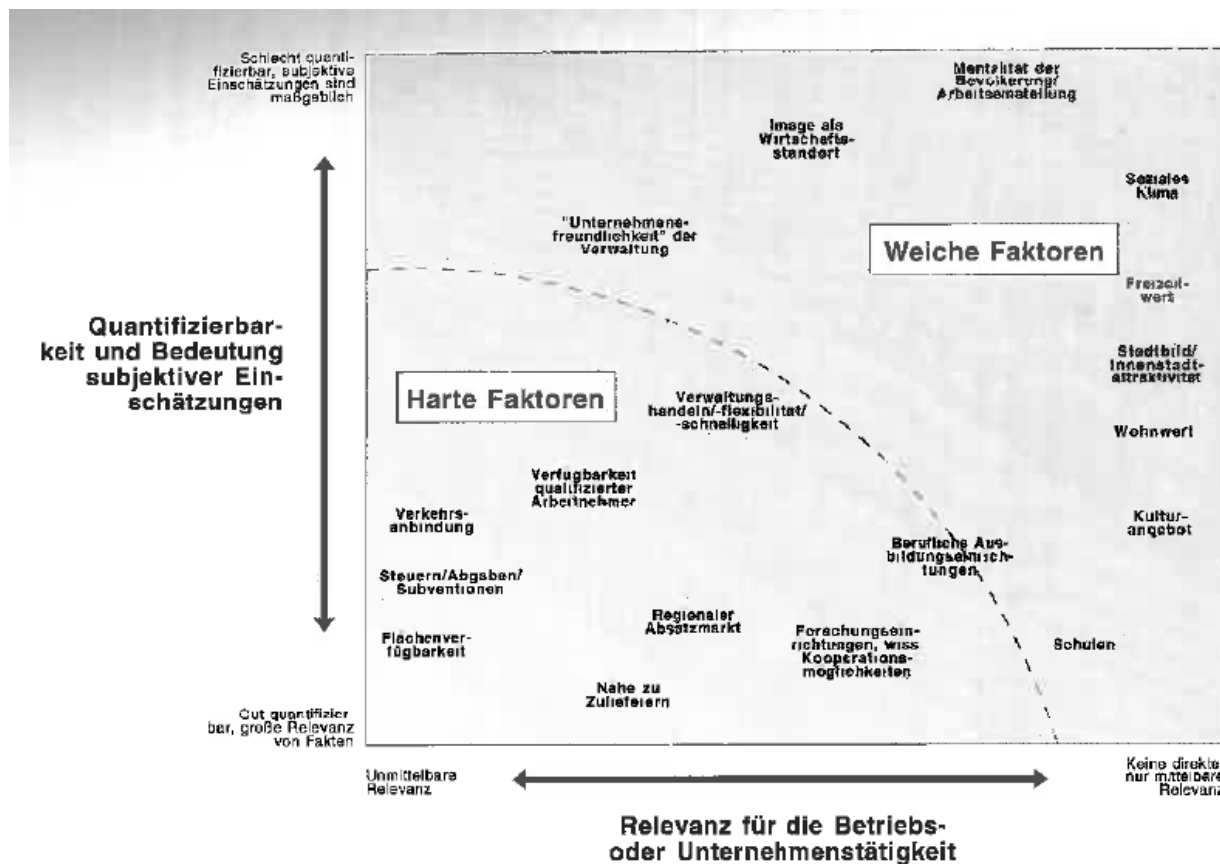 Schlecht quanti-
fizierbar, subjektive
Einschätzungen sind
maßgeblich
Mentalität der
Bevölkerung/
Arbeitseinstellung
Image als
Wirtschafts-
standort
Soziales
Klima
"Unternehmens-
freundlichkeit" der
Verwaltung
Weiche Faktoren
Freizeit-
wert
Quantifizierbar-
keit und Bedeutung
subjektiver Ein-
schätzungen
Stadtbild/
Innenstadt-
attraktivität
Harte Faktoren
Verwaltungs-
handeln/-flexibilität/
-schnelligkeit
Wohnwert
Verfügbarkeit
qualifizierter
Arbeitnehmer
Verkehrs-
anbindung
Kultur-
angebot
Berufliche Aus-
bildungseinrich-
tungen
Steuern/Abgaben/
Subventionen
Regionaler
Absatzmarkt
Flächenver-
fügbarkeit
Forschungsein-
richtungen, wiss
Kooperations-
möglichkeiten
Schulen
Nähe zu
Zulieferern
Gut quantifizier
bar, große Relevanz
von Fakten
Unmittelbare
Relevanz
Keine direkte
nur mittelbare
Relevanz
Relevanz für die Betriebs-
oder Unternehmenstätigkeit